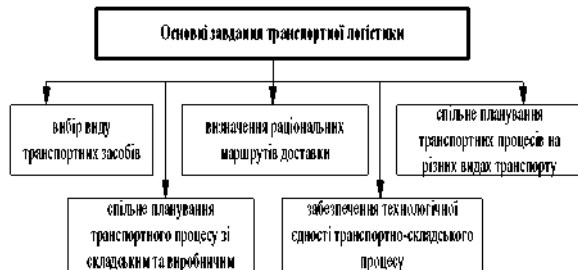 Основні завдання транспортної логістики
вибір виду
транспортних засобів
визначення раціональних
маршрутів доставки
спільне планування
транспортних процесів на
різних видах транспорту
спільне планування
транспортного процесу зі
складським та виробничим
забезпечення технологічної
єдності транспортно-складського
процесу